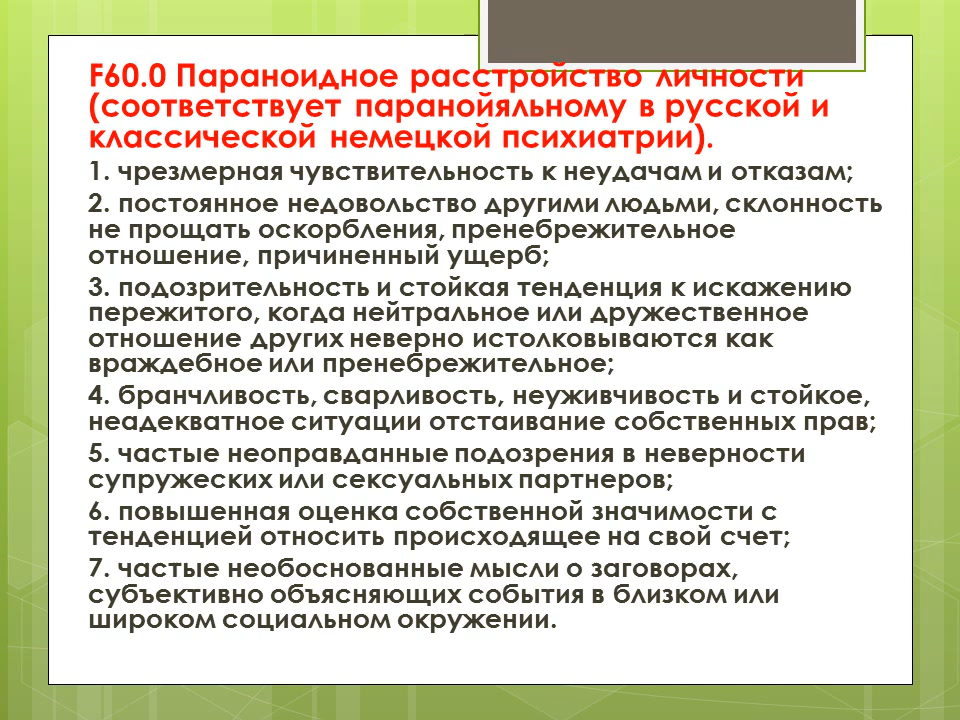 F60.0 Параноидное расстройство личности
(соответствует паранойяльному в русской и
классической немецкой психиатрии).
1. чрезмерная чувствительность к неудачам и отказам;
2. постоянное недовольство другими людьми, склонность
не прощать оскорбления, пренебрежительное
отношение, причиненный ущерб;
3. подозрительность и стойкая тенденция к искажению
пережитого, когда нейтральное или дружественное
отношение других неверно истолковываются как
враждебное или пренебрежительное;
4. бранчливость, сварливость, неуживчивость и стойкое,
неадекватное ситуации отстаивание собственных прав;
5. частые неоправданные подозрения в неверности
супружеских или сексуальных партнеров;
6. повышенная оценка собственной значимости с
тенденцией относить происходящее на свой счет;
7. частые необоснованные мысли о заговорах,
субъективно объясняющих события в близком или
широком социальном окружении.